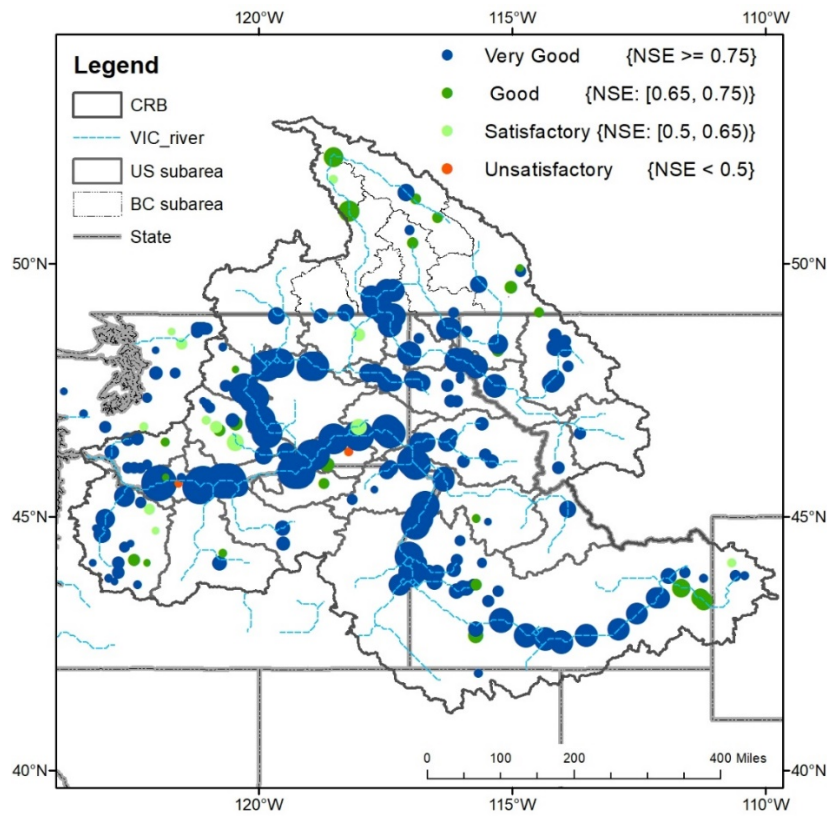 120°W 115°W 110°W
Legend
CRB
VIC_river
US subarea
BC subarea
State
Very Good {NSE >= 0.75}
Good {NSE: [0.65, 0.75)}
Satisfactory {NSE: [0.5, 0.65)}
Unsatisfactory {NSE < 0.5}
50°N 50°N
45°N 45°N
0 100 200 400 Miles
40°N 40°N
120°W 115°W 110°W